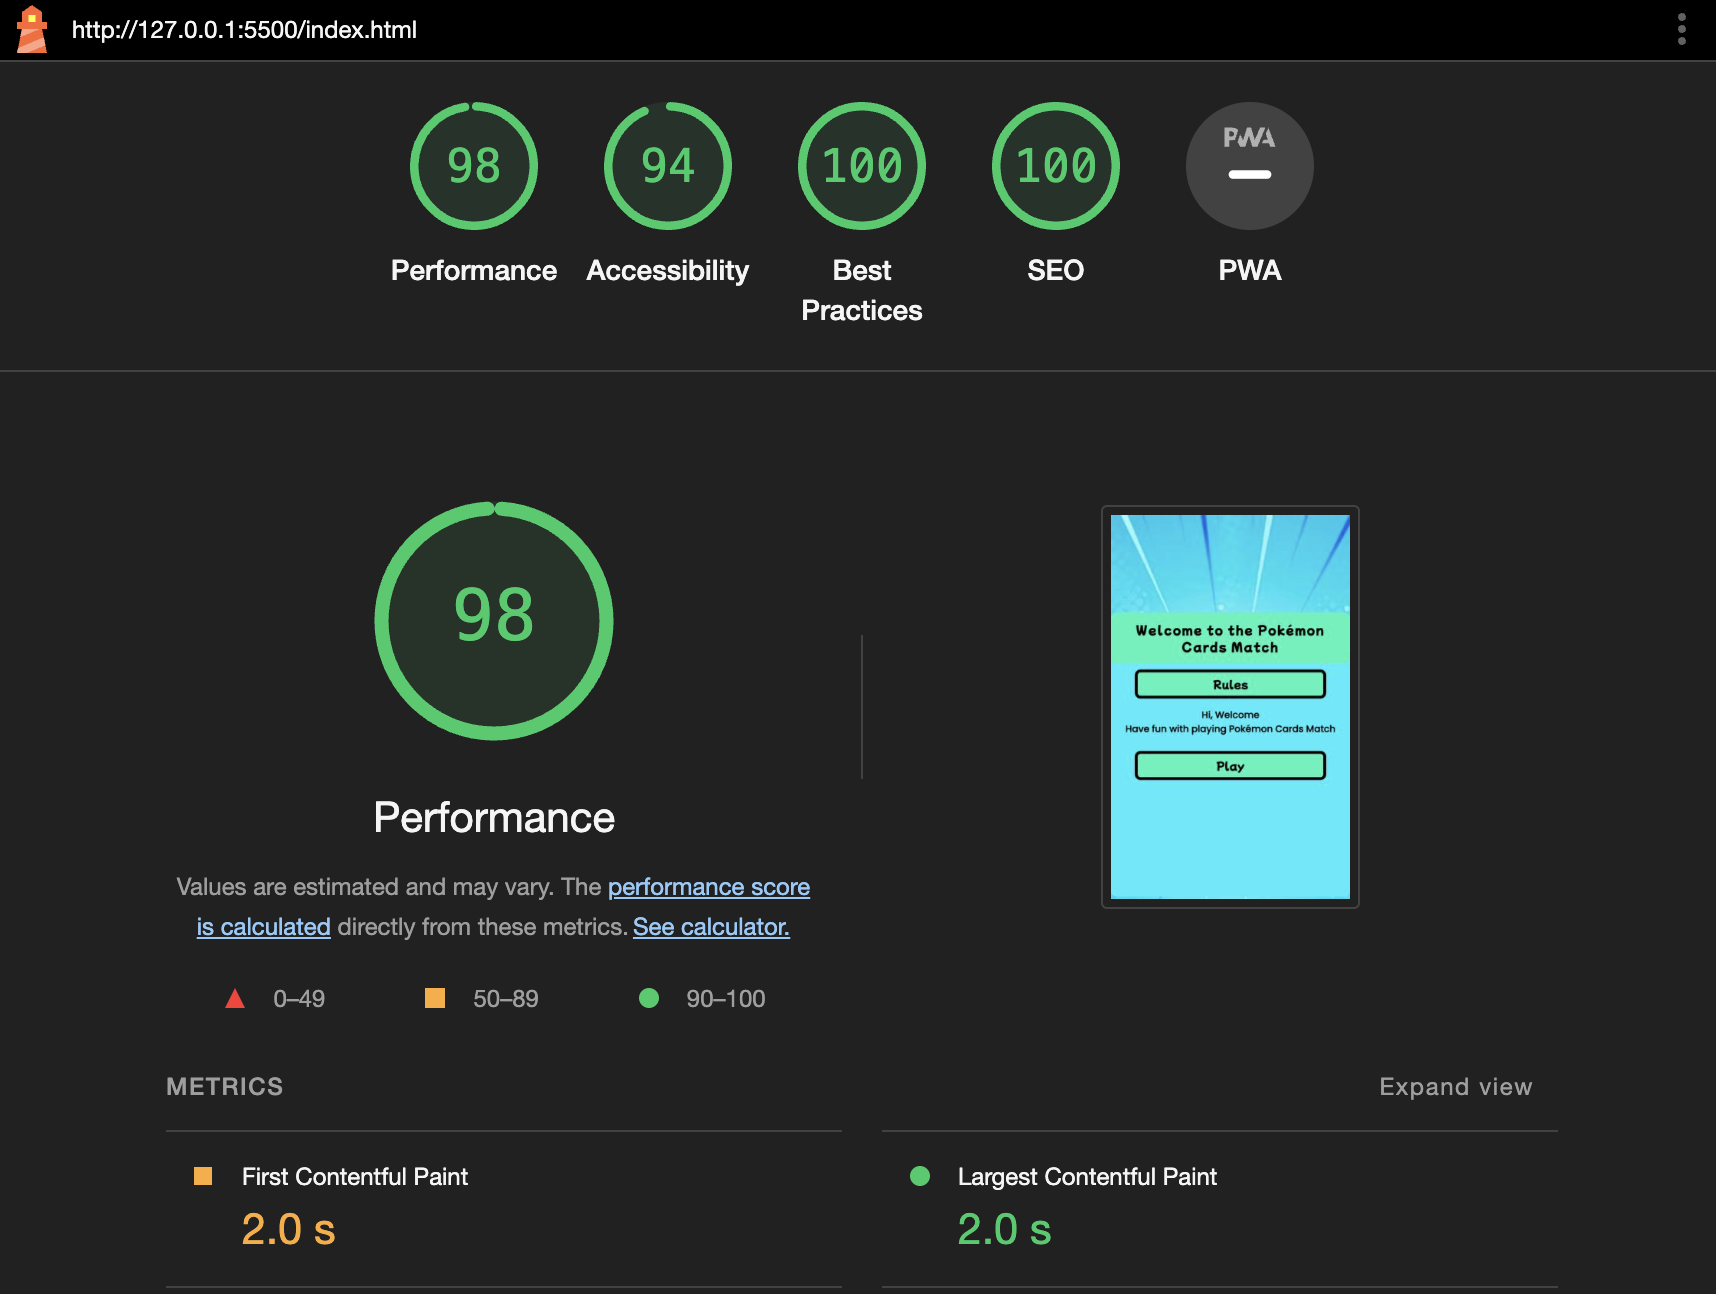 http://127.0.0.1:5500/index.html
98
94
100
100
PWA
Performance
Accessibility
Best
Practices
SEO
PWA
98
Performance
Values are estimated and may vary. The performance score
is calculated directly from these metrics. See calculator.
0–49
50–89
90–100
Welcome to the Pokémon
Cards Match
Rules
Hi, Welcome
Have fun with playing Pokémon Cards Match
Play
METRICS
Expand view
First Contentful Paint
2.0 s
Largest Contentful Paint
2.0 s